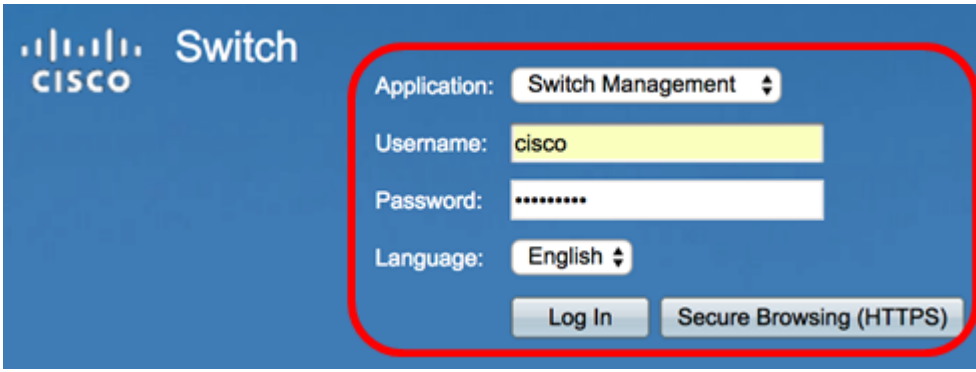 Switch
CISCO
Application: Switch Management
Username: cisco
Password: •••••••••
Language: English
Log In Secure Browsing (HTTPS)